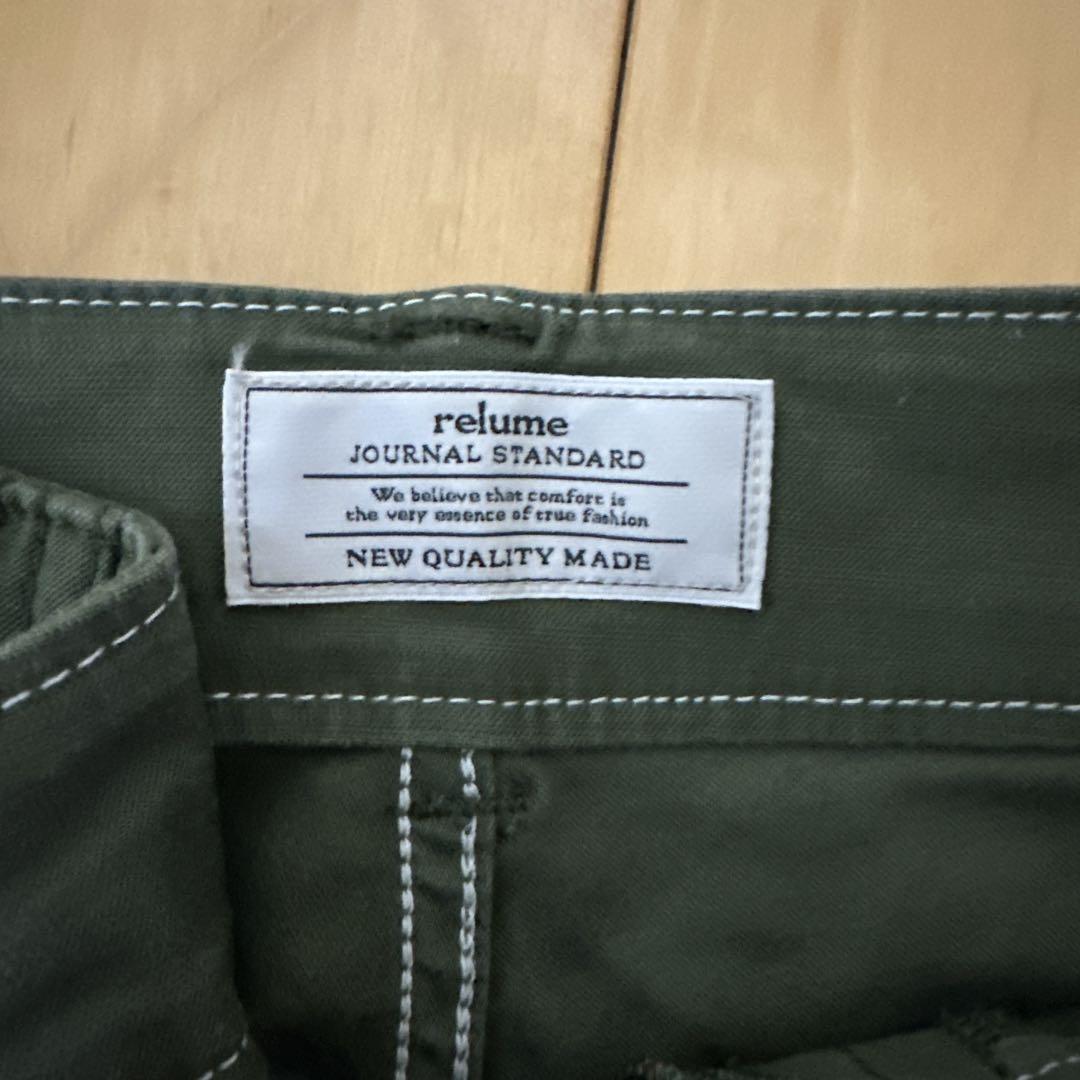 relume
JOURNAL STANDARD
We believe that comfort is
the very essence of true fashion
NEW QUALITY MADE